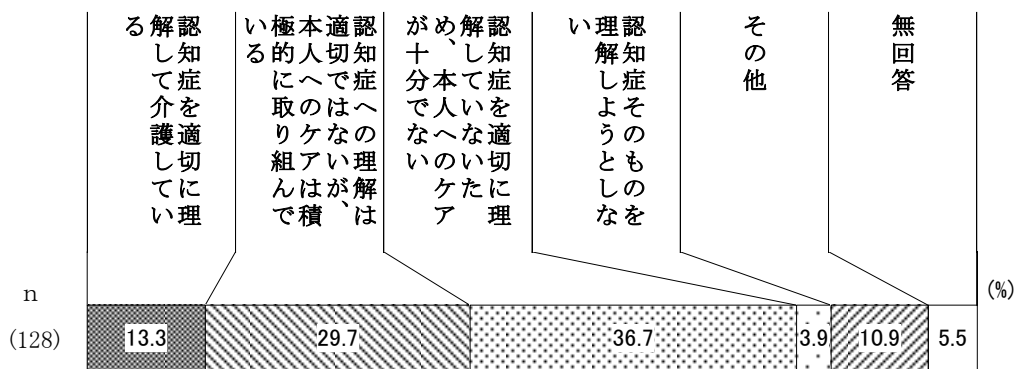 認知症を適切に理
解して介護してい
る
認知症への理解は
適切ではないが、
本人へのケアは積
極的に取り組んで
いる
認知症を適切に理
解していないた
め、本人へのケア
が十分でない
認知症そのものを
理解しようとしな
い
その他
無回答
n
(%)
(128)
13.3
29.7
36.7
3.9
10.9
5.5